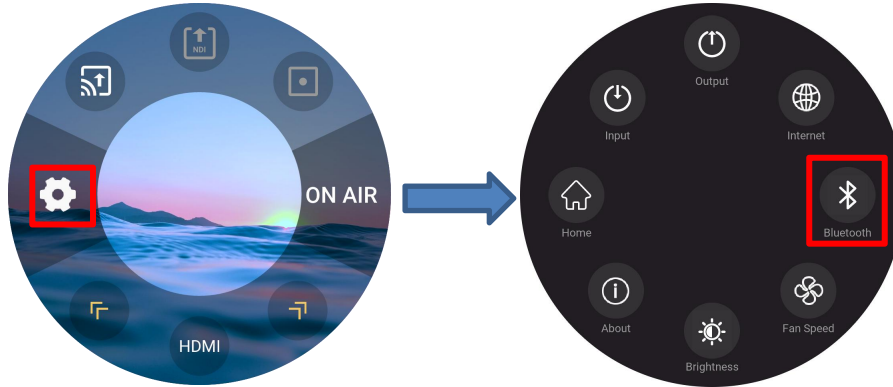 NDI
ON AIR
HDMI
Output
Input
Internet
Home
Bluetooth
About
Fan Speed
Brightness